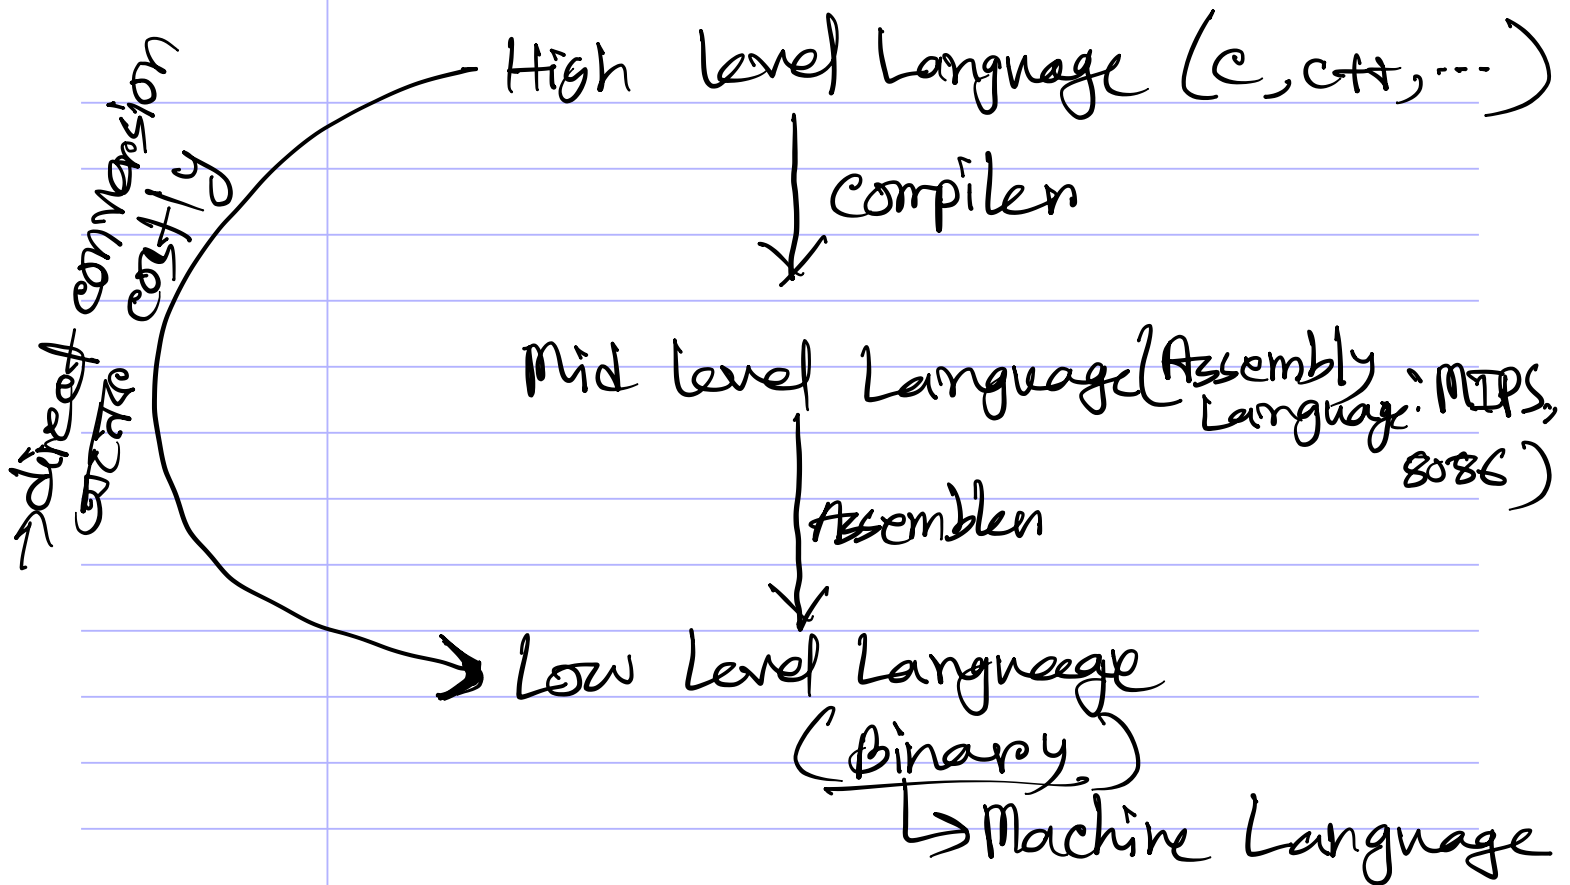 High Level Language (C, C++, ...)
Compiler
Mid Level Language (Assembly
Language: MIPS,
8086)
Assembler
Low Level Language
(Binary)
↳ Machine Language
→ direct conversion
costly